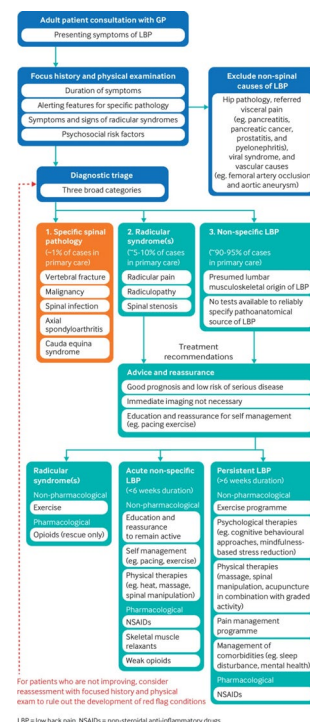 Adult patient consultation with GP
Presenting symptoms of LBP
Focus history and physical examination
Duration of symptoms
Alerting features for specific pathology
Symptoms and signs of radicular syndromes
Psychosocial risk factors
Exclude non-spinal
causes of LBP
Hip pathology, referred
visceral pain
(eg. pancreatitis,
pancreatic cancer,
prostatitis, and
pyelonephritis),
viral syndrome, and
vascular causes
(eg. femoral artery occlusion
and aortic aneurysm)
Diagnostic triage
Three broad categories
1. Specific spinal
pathology
(~1% of cases in
primary care)
Vertebral fracture
Malignancy
Spinal infection
Axial
spondyloarthritis
Cauda equina
syndrome
2. Radicular
syndrome(s)
(~5-10% of cases
in primary care)
Radicular pain
Radiculopathy
Spinal stenosis
3. Non-specific LBP
(~90-95% of cases
in primary care)
Presumed lumbar
musculoskeletal origin of LBP
No tests available to reliably
specify pathoanatomical
source of LBP
Treatment
recommendations
Advice and reassurance
Good prognosis and low risk of serious disease
Immediate imaging not necessary
Education and reassurance for self management
(eg. pacing exercise)
Radicular
syndrome(s)
Non-pharmacological
Exercise
Pharmacological
Opioids (rescue only)
Acute non-specific
LBP
(<6 weeks duration)
Non-pharmacological
Education and
reassurance
to remain active
Self management
(eg. pacing, exercise)
Physical therapies
(eg. heat, massage,
spinal manipulation)
Pharmacological
NSAIDs
Skeletal muscle
relaxants
Weak opioids
Persistent LBP
(>6 weeks duration)
Non-pharmacological
Exercise programme
Psychological therapies
(eg. cognitive behavioural
approaches, mindfulness-
based stress reduction)
Physical therapies
(massage, spinal
manipulation, acupuncture
in combination with graded
activity)
Pain management
programme
Management of
comorbidities (eg. sleep
disturbance, mental health)
Pharmacological
NSAIDs
For patients who are not improving, consider
reassessment with focused history and physical
exam to rule out the development of red flag conditions
LBP = low back pain. NSAIDs = non-steroidal anti-inflammatory drugs